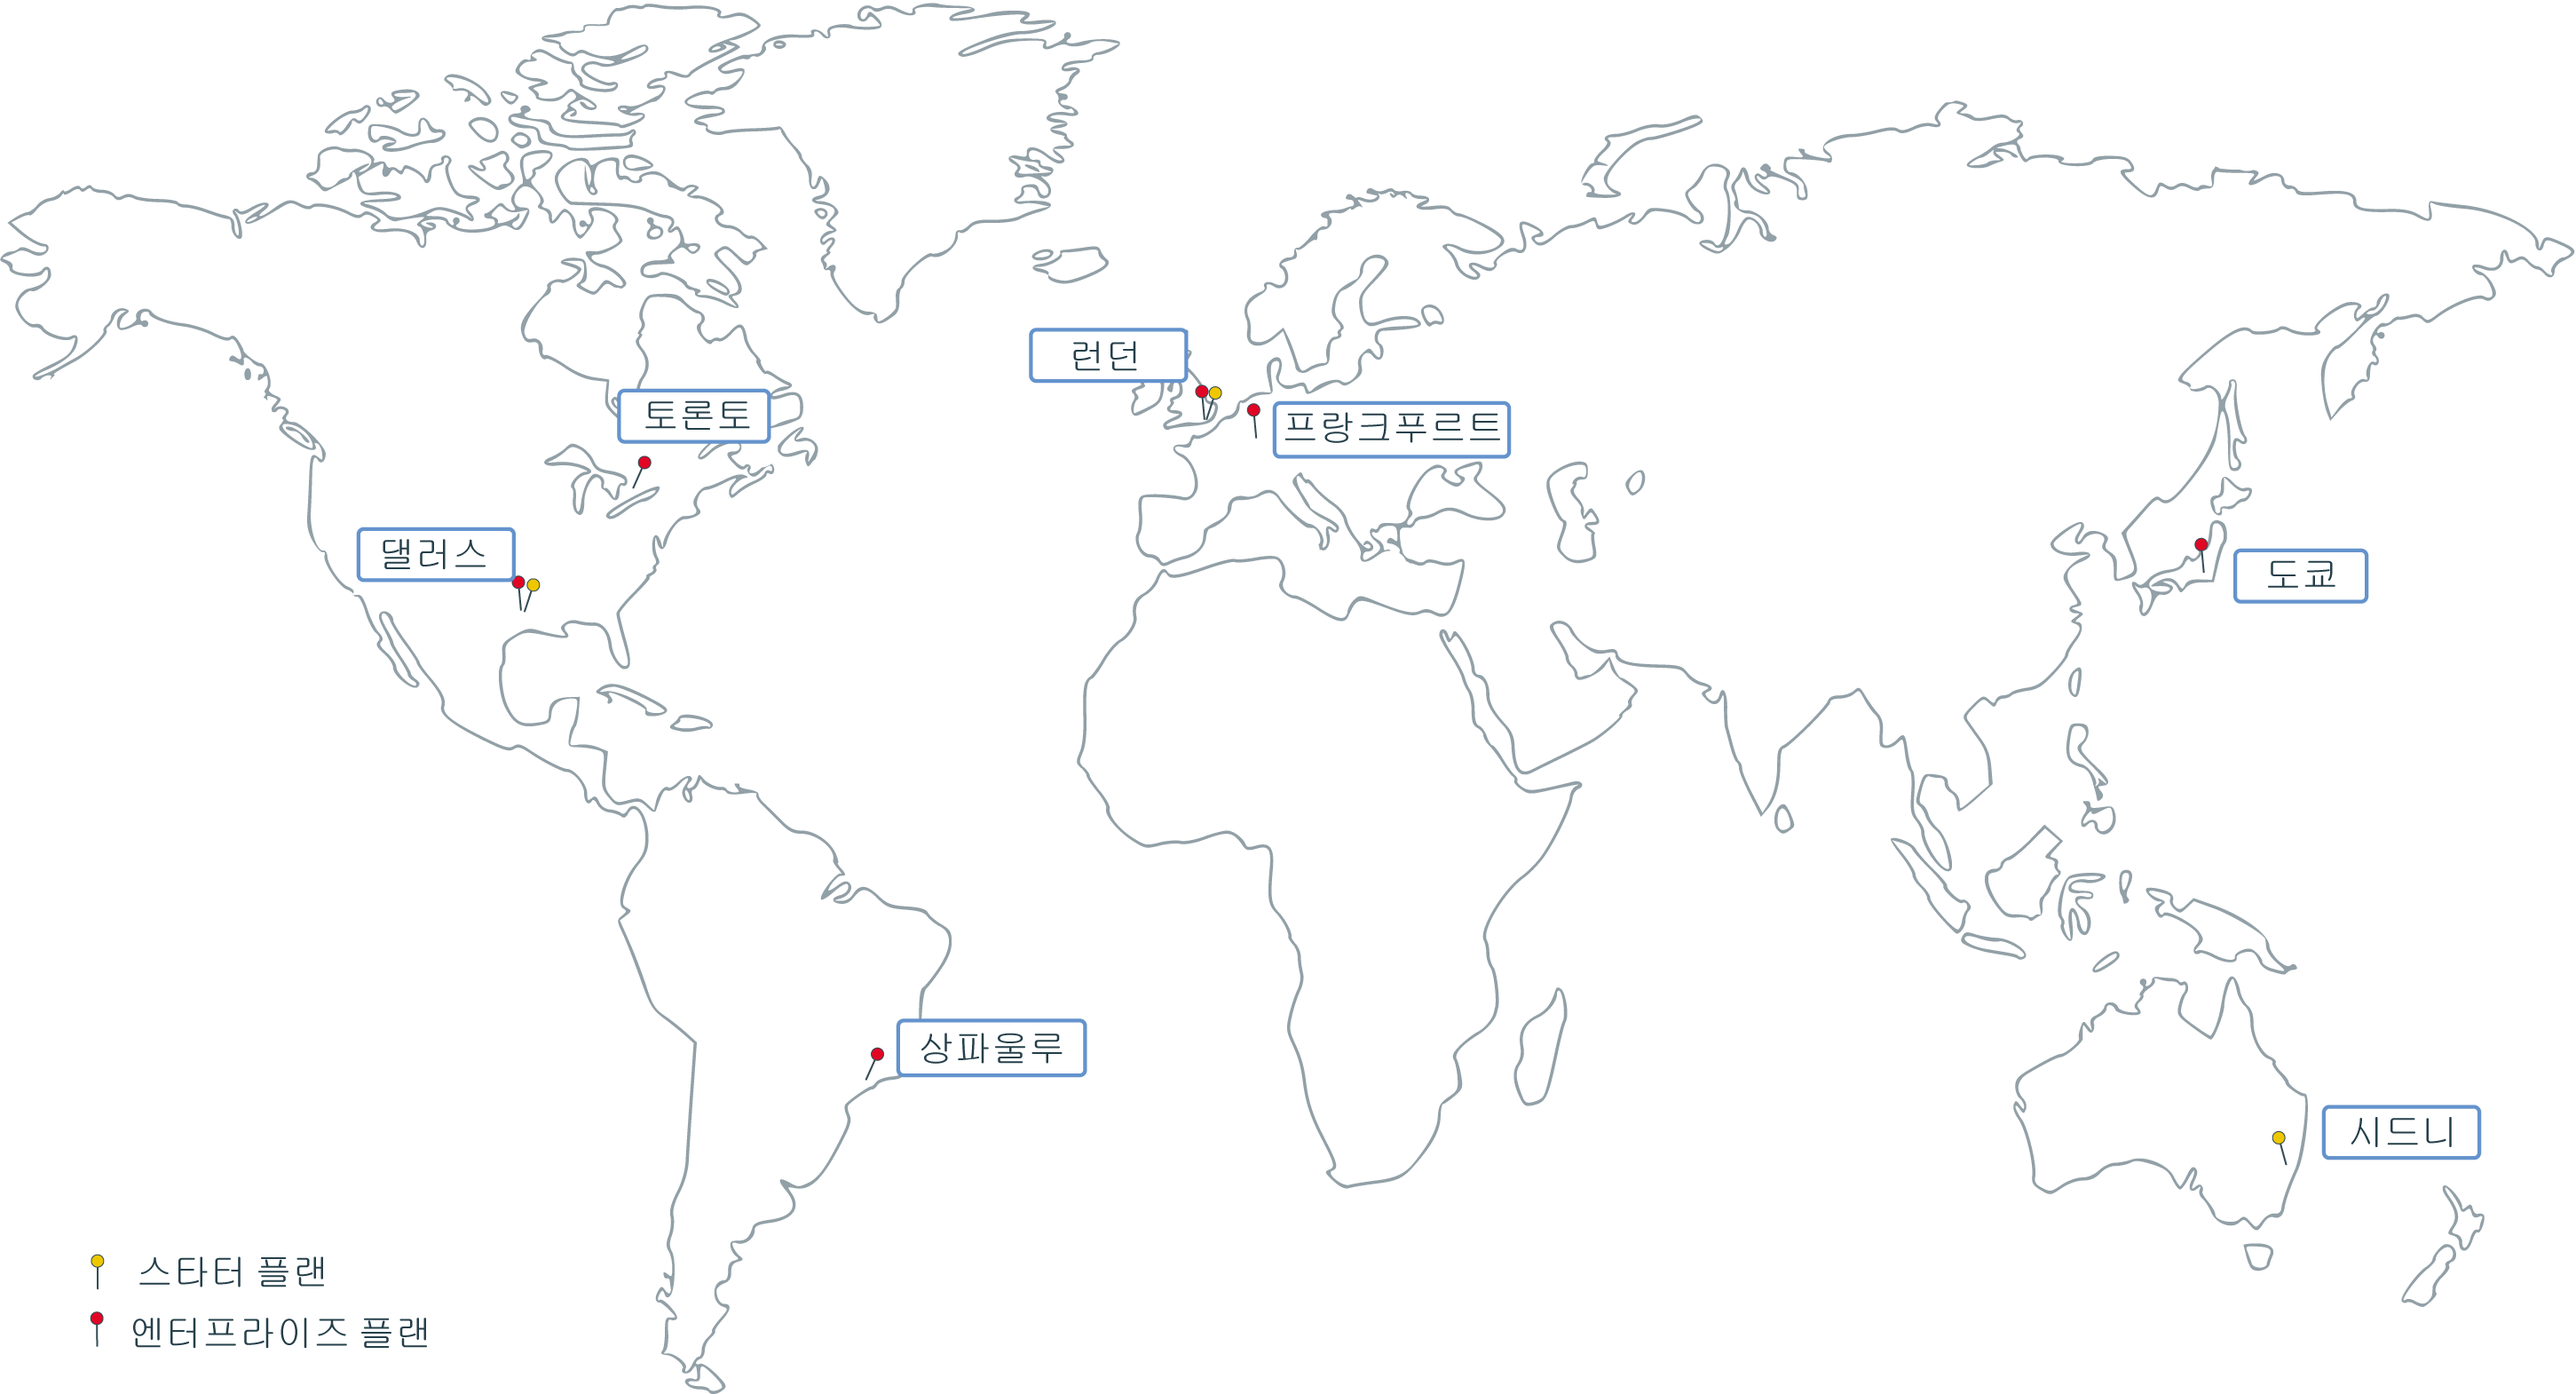 런던
토론토
프랑크푸르트
댈러스
도쿄
상파울루
시드니
스타터 플랜
엔터프라이즈 플랜